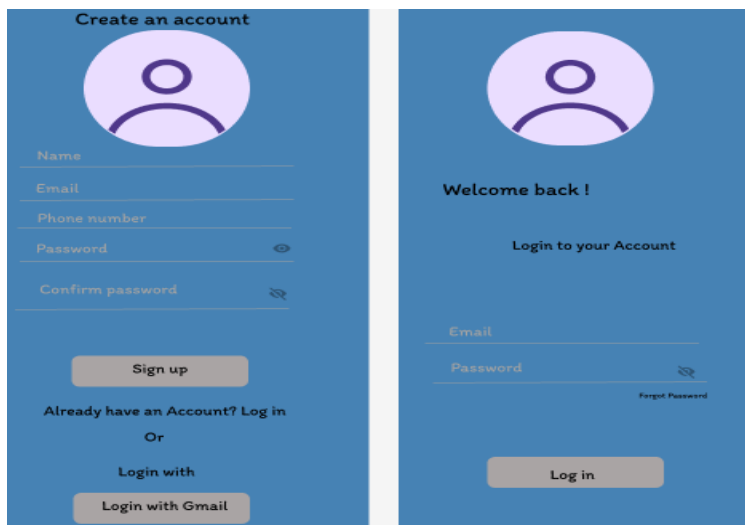 Create an account
Name
Email
Phone number
Password
Confirm password
Sign up
Already have an Account? Log in
Or
Login with
Login with Gmail
Welcome back !
Login to your Account
Email
Password
Forgot Password
Log in